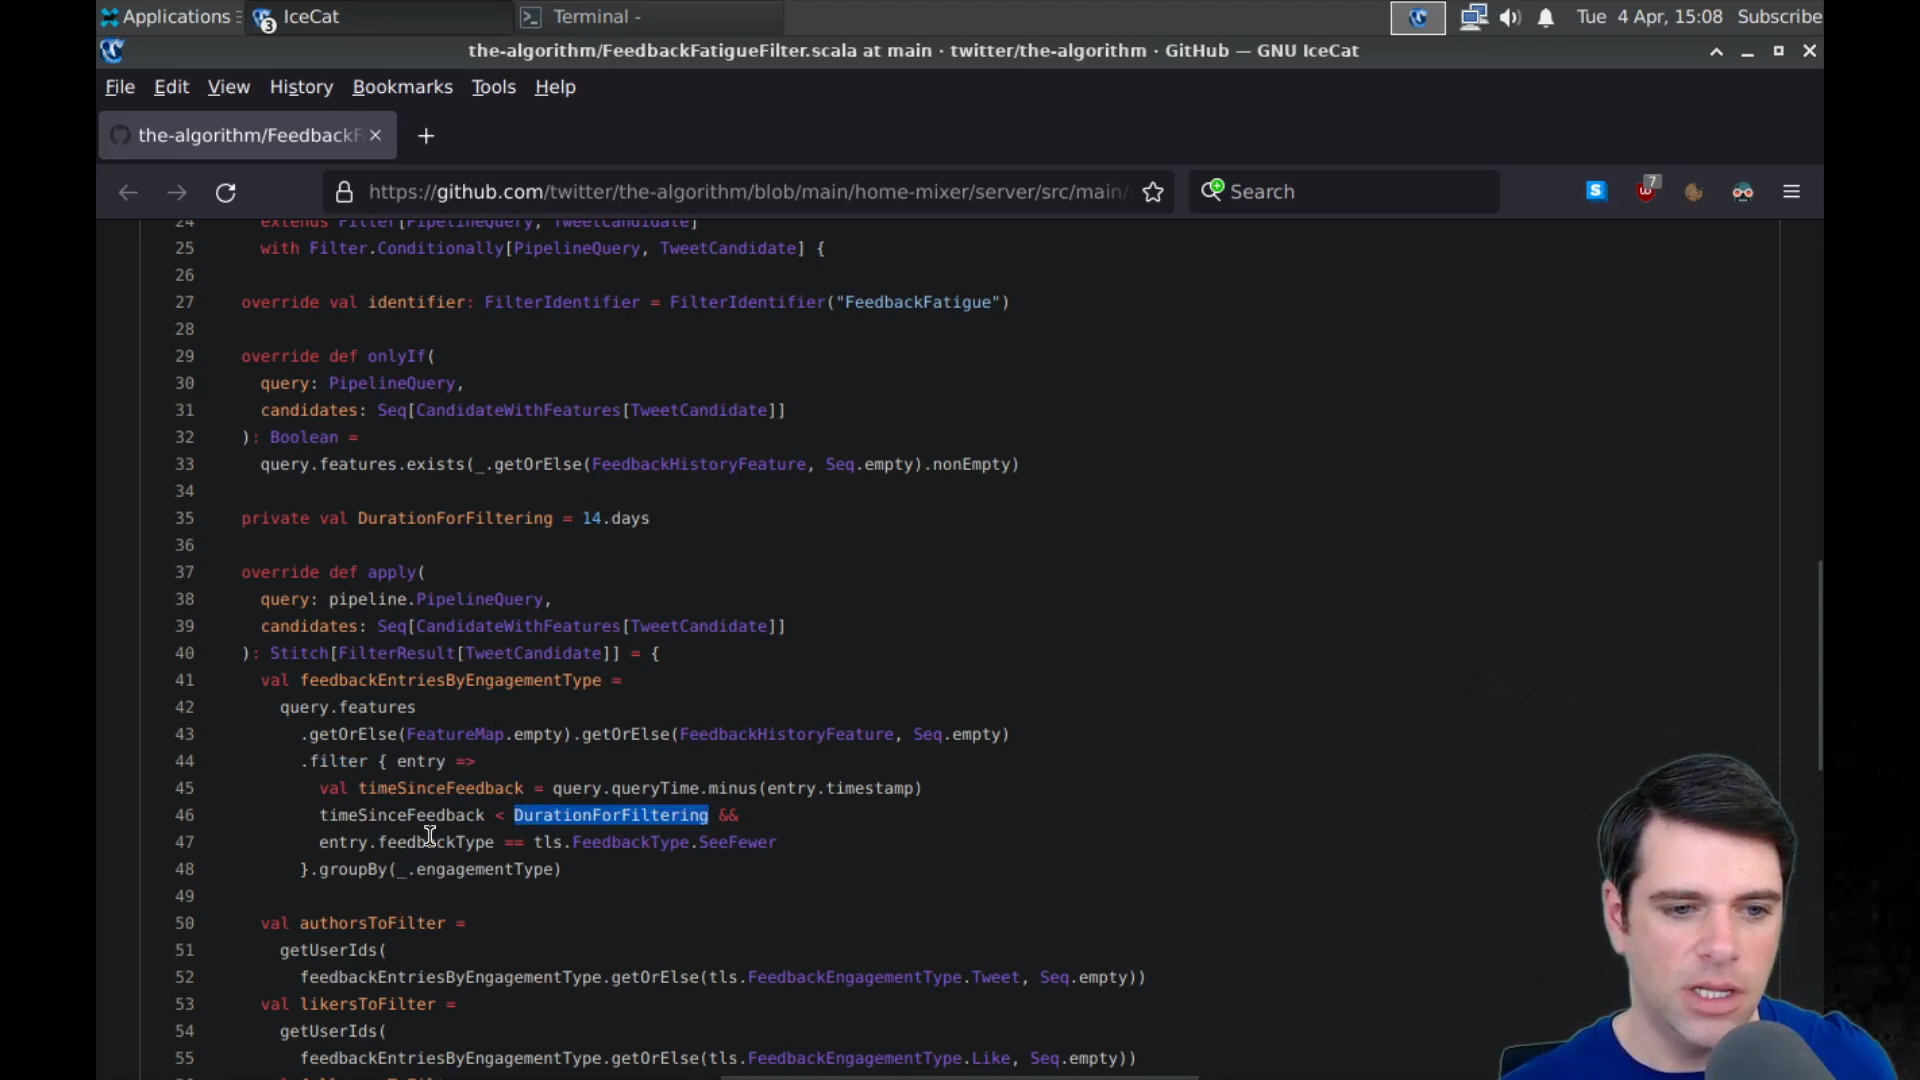 Applications
3
IceCat
Terminal -
Tue 4 Apr, 15:08
Subscribe
the-algorithm/FeedbackFatigueFilter.scala at main · twitter/the-algorithm · GitHub — GNU IceCat
File Edit View History Bookmarks Tools Help
the-algorithm/FeedbackF
https://github.com/twitter/the-algorithm/blob/main/home-mixer/server/src/main/
Search
S
7
24 extends Filter[PipelineQuery, TweetCandidate]
25 with Filter.Conditionally[PipelineQuery, TweetCandidate] {
26
27 override val identifier: FilterIdentifier = FilterIdentifier("FeedbackFatigue")
28
29 override def onlyIf(
30 query: PipelineQuery,
31 candidates: Seq[CandidateWithFeatures[TweetCandidate]]
32 ): Boolean =
33 query.features.exists(_.getOrElse(FeedbackHistoryFeature, Seq.empty).nonEmpty)
34
35 private val DurationForFiltering = 14.days
36
37 override def apply(
38 query: pipeline.PipelineQuery,
39 candidates: Seq[CandidateWithFeatures[TweetCandidate]]
40 ): Stitch[FilterResult[TweetCandidate]] = {
41 val feedbackEntriesByEngagementType =
42 query.features
43 .getOrElse(FeatureMap.empty).getOrElse(FeedbackHistoryFeature, Seq.empty)
44 .filter { entry =>
45 val timeSinceFeedback = query.queryTime.minus(entry.timestamp)
46 timeSinceFeedback < DurationForFiltering &&
47 entry.feedbackType == tls.FeedbackType.SeeFewer
48 }.groupBy(_.engagementType)
49
50 val authorsToFilter =
51 getUserIds(
52 feedbackEntriesByEngagementType.getOrElse(tls.FeedbackEngagementType.Tweet, Seq.empty))
53 val likersToFilter =
54 getUserIds(
55 feedbackEntriesByEngagementType.getOrElse(tls.FeedbackEngagementType.Like, Seq.empty))